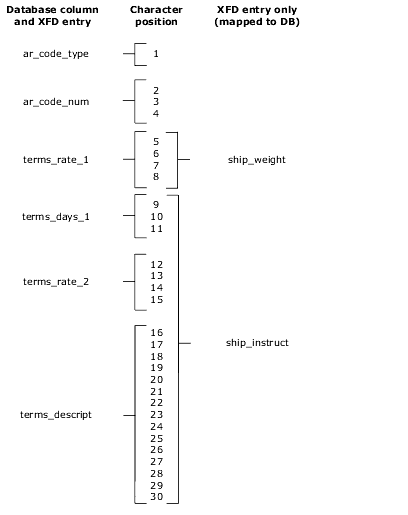 Database column
and XFD entry
Character
position
XFD entry only
(mapped to DB)
ar_code_type
1
ar_code_num
2
3
4
terms_rate_1
5
6
7
8
ship_weight
terms_days_1
9
10
11
terms_rate_2
12
13
14
15
ship_instruct
terms_descript
16
17
18
19
20
21
22
23
24
25
26
27
28
29
30